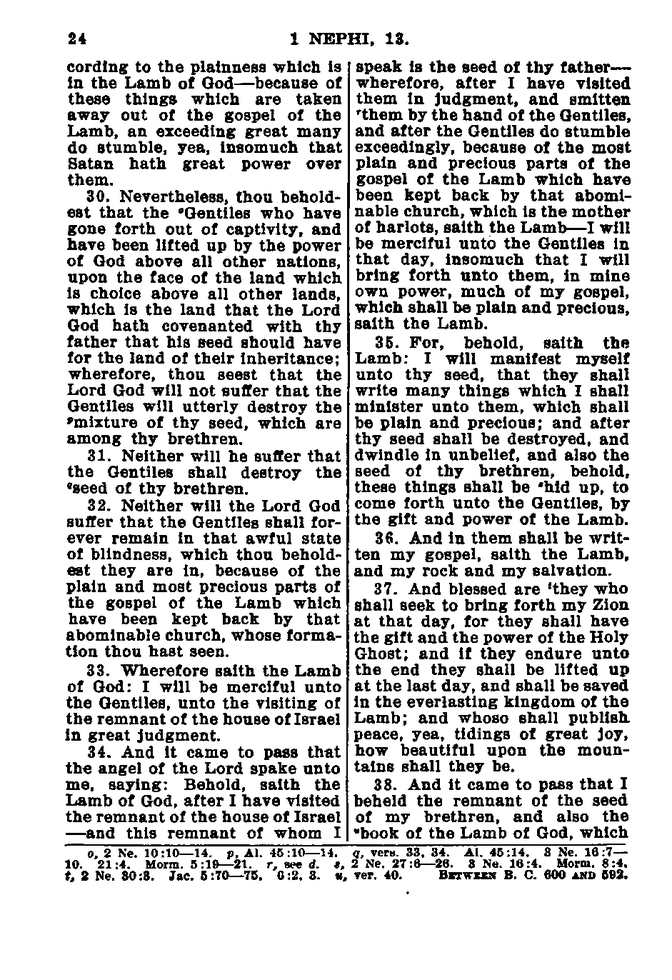 24
1 NEPHI, 13.
cording to the plainness which is
in the Lamb of God—because of
these things which are taken
away out of the gospel of the
Lamb, an exceeding great many
do stumble, yea, insomuch that
Satan hath great power over
them.
30. Nevertheless, thou behold-
est that the ᵒGentiles who have
gone forth out of captivity, and
have been lifted up by the power
of God above all other nations,
upon the face of the land which
is choice above all other lands,
which is the land that the Lord
God hath covenanted with thy
father that his seed should have
for the land of their inheritance;
wherefore, thou seest that the
Lord God will not suffer that the
Gentiles will utterly destroy the
ᵖmixture of thy seed, which are
among thy brethren.
31. Neither will he suffer that
the Gentiles shall destroy the
qseed of thy brethren.
32. Neither will the Lord God
suffer that the Gentiles shall for-
ever remain in that awful state
of blindness, which thou behold-
est they are in, because of the
plain and most precious parts of
the gospel of the Lamb which
have been kept back by that
abominable church, whose forma-
tion thou hast seen.
33. Wherefore saith the Lamb
of God: I will be merciful unto
the Gentiles, unto the visiting of
the remnant of the house of Israel
in great judgment.
34. And it came to pass that
the angel of the Lord spake unto
me, saying: Behold, saith the
Lamb of God, after I have visited
the remnant of the house of Israel
—and this remnant of whom I
speak is the seed of thy father—
wherefore, after I have visited
them in judgment, and smitten
ʳthem by the hand of the Gentiles,
and after the Gentiles do stumble
exceedingly, because of the most
plain and precious parts of the
gospel of the Lamb which have
been kept back by that abomi-
nable church, which is the mother
of harlots, saith the Lamb—I will
be merciful unto the Gentiles in
that day, insomuch that I will
bring forth unto them, in mine
own power, much of my gospel,
which shall be plain and precious,
saith the Lamb.
35. For, behold, saith the
Lamb: I will manifest myself
unto thy seed, that they shall
write many things which I shall
minister unto them, which shall
be plain and precious; and after
thy seed shall be destroyed, and
dwindle in unbelief, and also the
seed of thy brethren, behold,
these things shall be ˢhid up, to
come forth unto the Gentiles, by
the gift and power of the Lamb.
36. And in them shall be writ-
ten my gospel, saith the Lamb,
and my rock and my salvation.
37. And blessed are ᵗthey who
shall seek to bring forth my Zion
at that day, for they shall have
the gift and the power of the Holy
Ghost; and if they endure unto
the end they shall be lifted up
at the last day, and shall be saved
in the everlasting kingdom of the
Lamb; and whoso shall publish
peace, yea, tidings of great joy,
how beautiful upon the moun-
tains shall they be.
38. And it came to pass that I
beheld the remnant of the seed
of my brethren, and also the
ᵘbook of the Lamb of God, which
o, 2 Ne. 10:10—14. p, Al. 45:10—14. q, vers. 33, 34. Al. 45:14. 3 Ne. 16:7—
10. 21:4. Morm. 5:19—21. r, see d. s, 2 Ne. 27:6—26. 3 Ne. 16:4. Morm. 8:4.
t, 2 Ne. 30:3. Jac. 5:70—75. 6:2, 3. u, ver. 40. BETWEEN B. C. 600 AND 592.